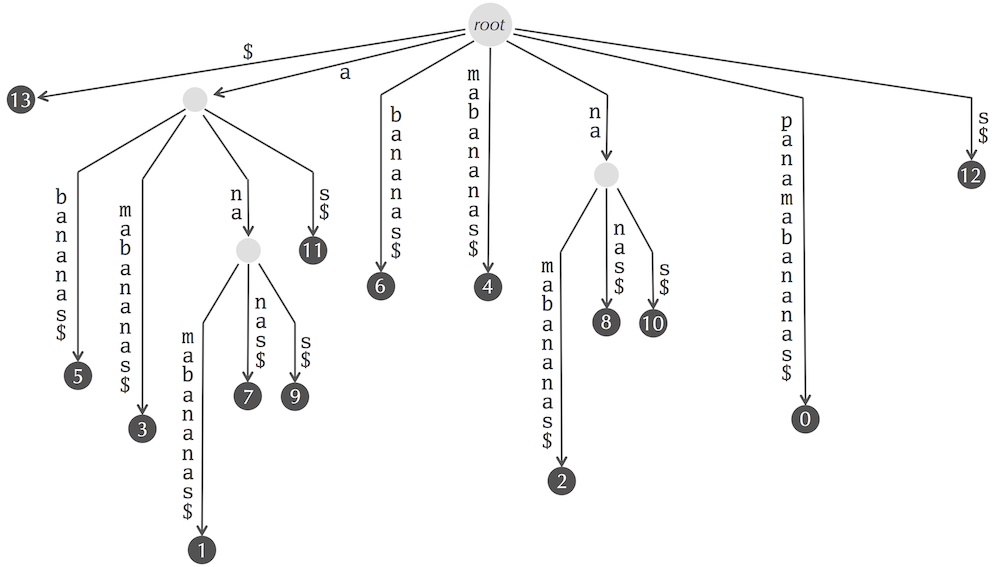 root
$
a
bananas$
mabananas$
na
panamabananas$
s$
13
12
bananas$
mabananas$
na
s$
11
6
4
mabananas$
nas$
s$
8
10
5
3
mabananas$
nas$
s$
7
9
0
2
1